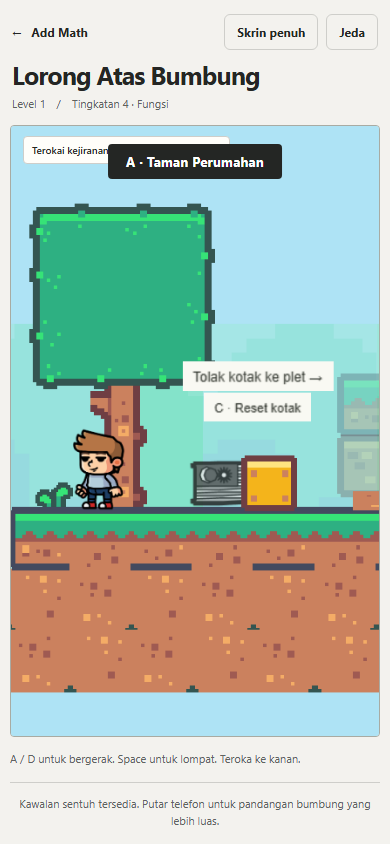 ← Add Math
Skrin penuh
Jeda
Lorong Atas Bumbung
Level 1 / Tingkatan 4 · Fungsi
Terokai kejiranan
A · Taman Perumahan
Tolak kotak ke plet →
C · Reset kotak
A / D untuk bergerak. Space untuk lompat. Teroka ke kanan.
Kawalan sentuh tersedia. Putar telefon untuk pandangan bumbung yang
lebih luas.